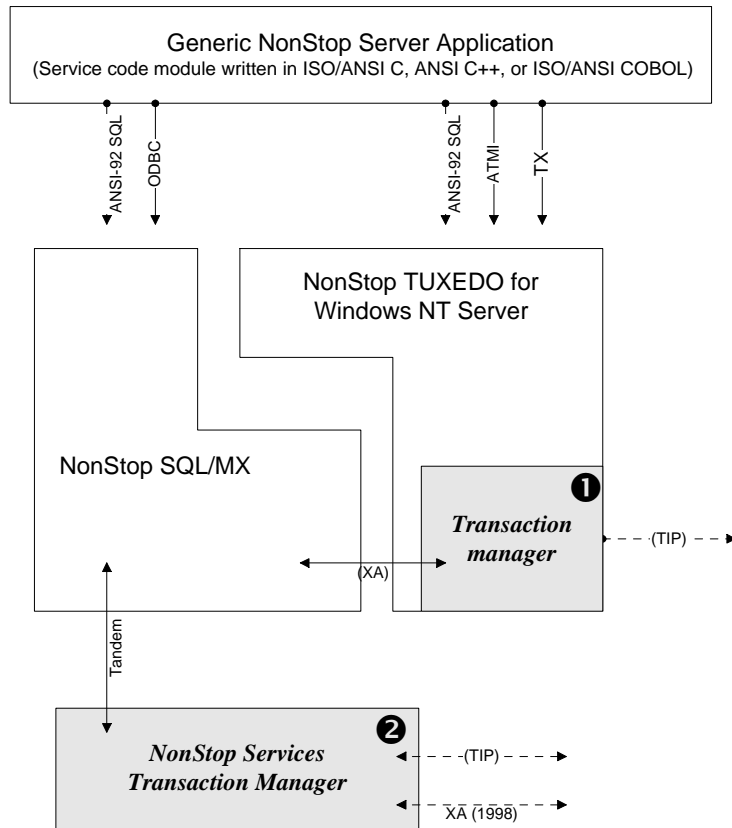 Generic NonStop Server Application
(Service code module written in ISO/ANSI C, ANSI C++, or ISO/ANSI COBOL)
ANSI-92 SQL
ODBC
ANSI-92 SQL
ATMI
TX
NonStop TUXEDO for
Windows NT Server
NonStop SQL/MX
1
Transaction
manager
(TIP)
(XA)
Tandem
2
NonStop Services
Transaction Manager
(TIP)
XA (1998)